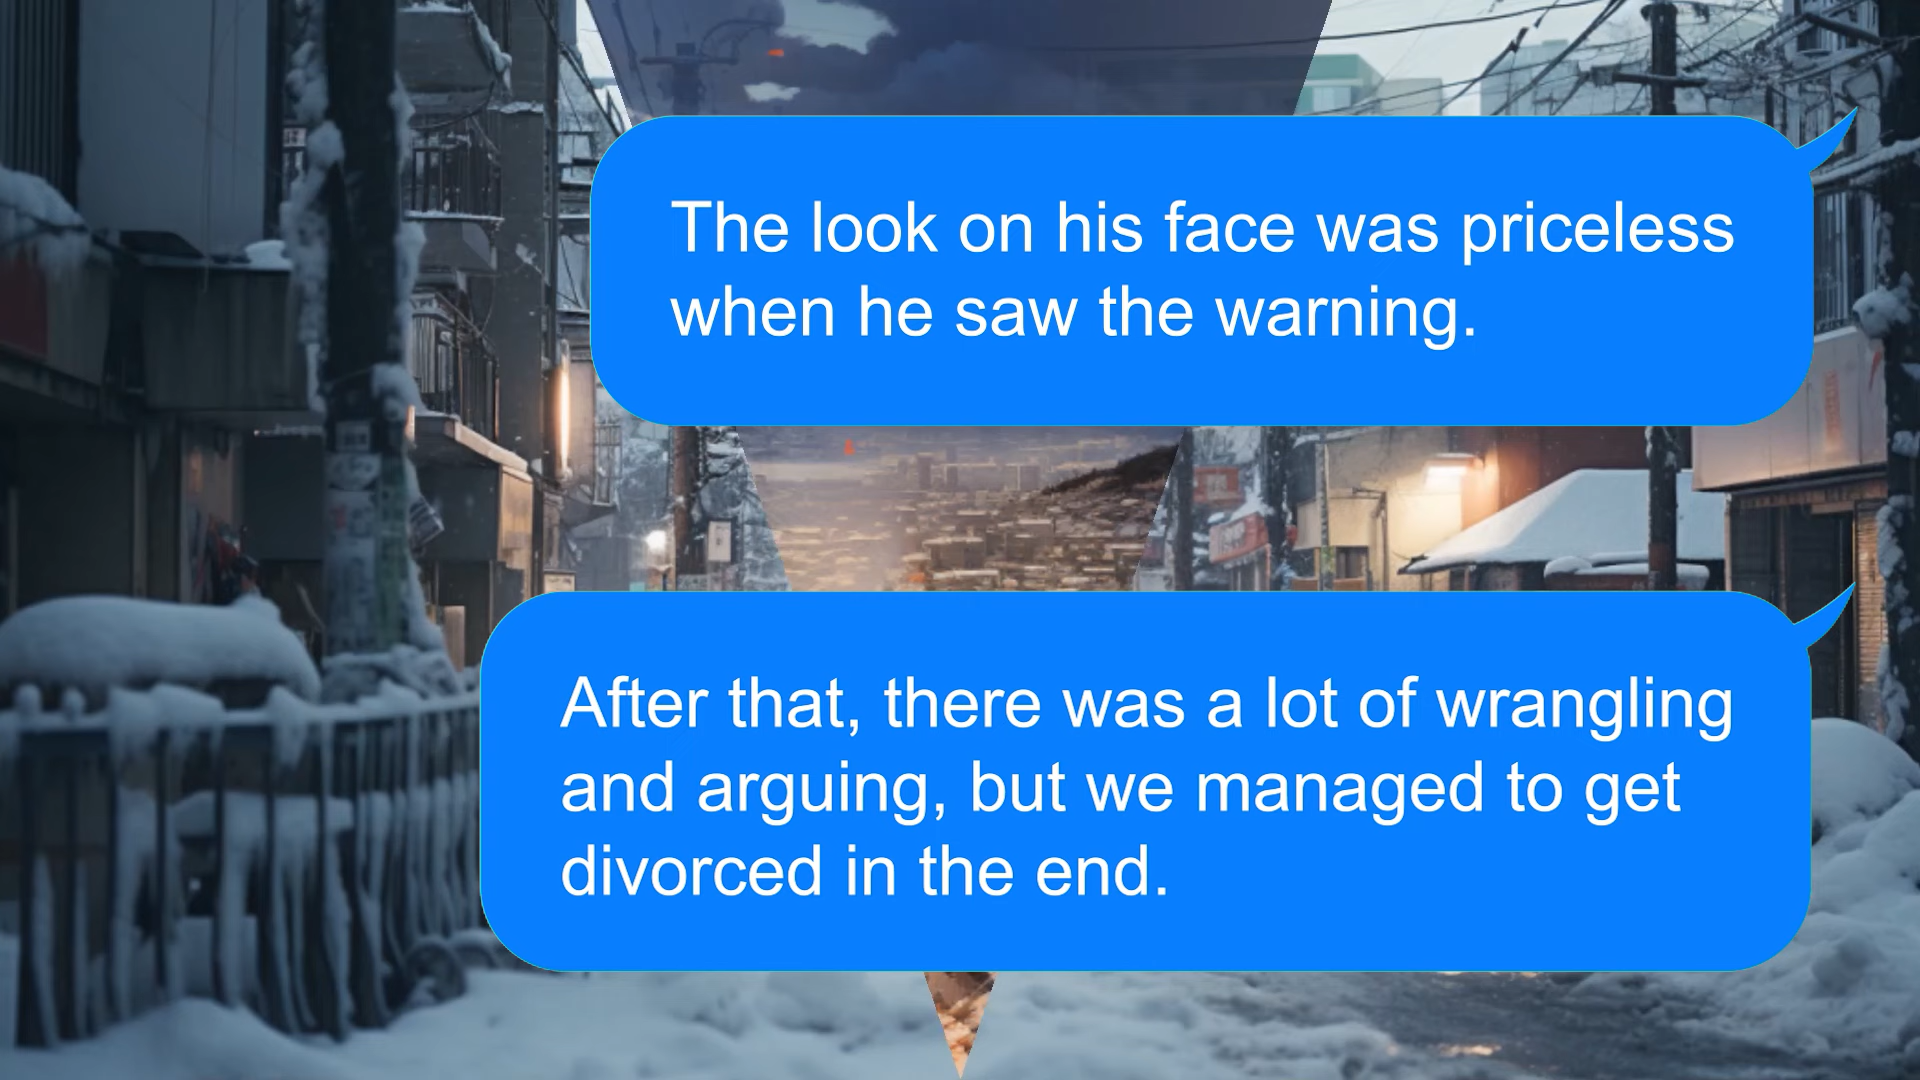 The look on his face was priceless
when he saw the warning.
After that, there was a lot of wrangling
and arguing, but we managed to get
divorced in the end.